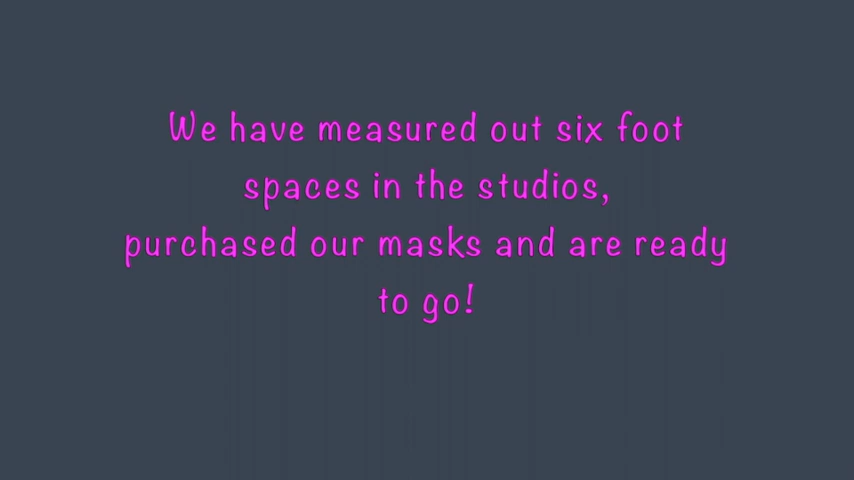 We have measured out six foot
spaces in the studios,
purchased our masks and are ready
to go!